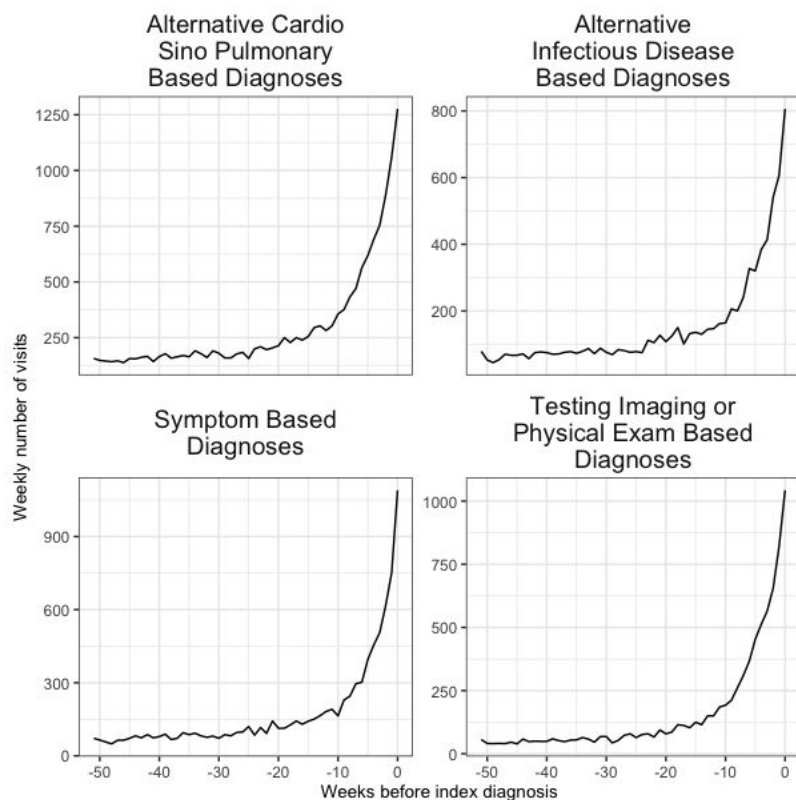 Alternative Cardio
Sino Pulmonary
Based Diagnoses
Alternative
Infectious Disease
Based Diagnoses
1250
1000
750
500
250
800
600
400
200
Weekly number of visits
Symptom Based
Diagnoses
Testing Imaging or
Physical Exam Based
Diagnoses
900
600
300
0
1000
750
500
250
0
-50 -40 -30 -20 -10 0
-50 -40 -30 -20 -10 0
Weeks before index diagnosis